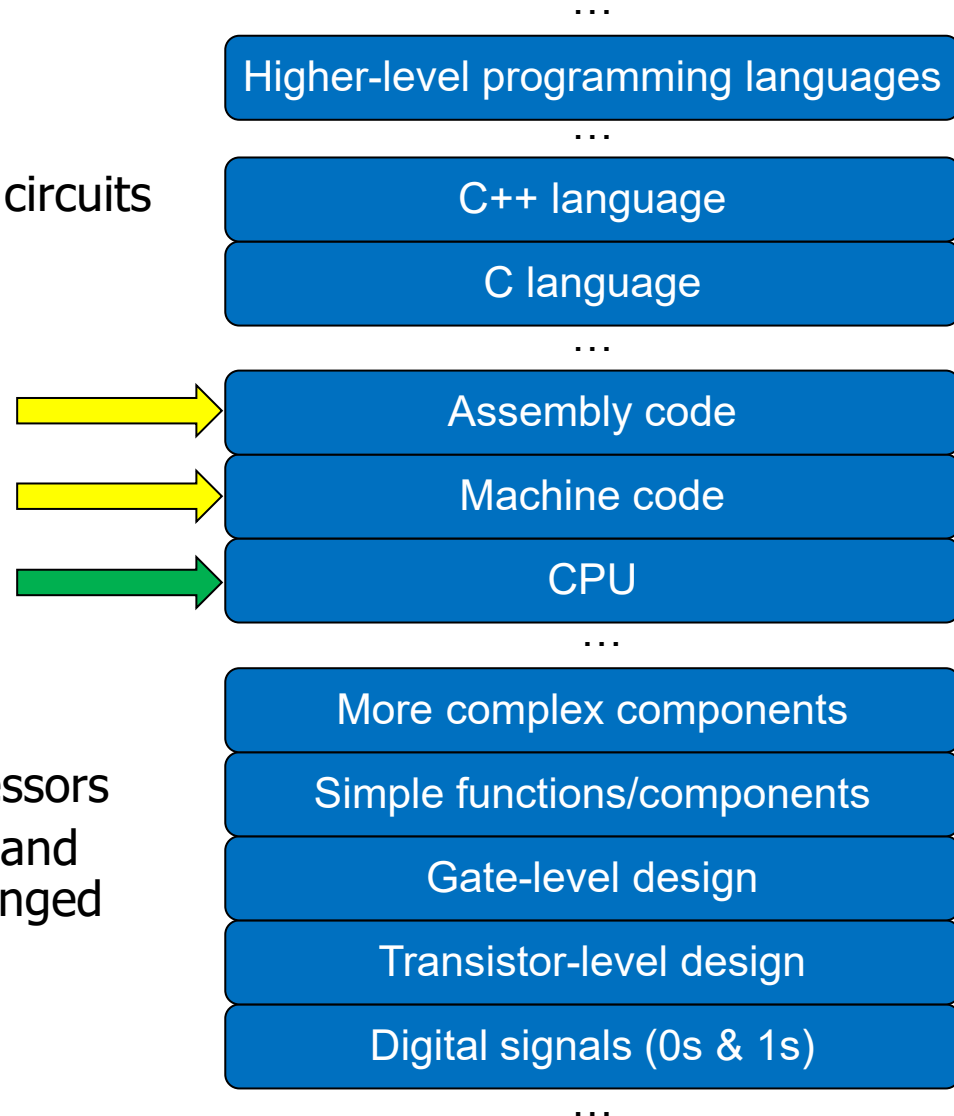 ...
Higher-level programming languages
...
circuits
C++ language
C language
...
Assembly code
Machine code
CPU
...
More complex components
essors
Simple functions/components
and
Gate-level design
nged
Transistor-level design
Digital signals (0s & 1s)
...